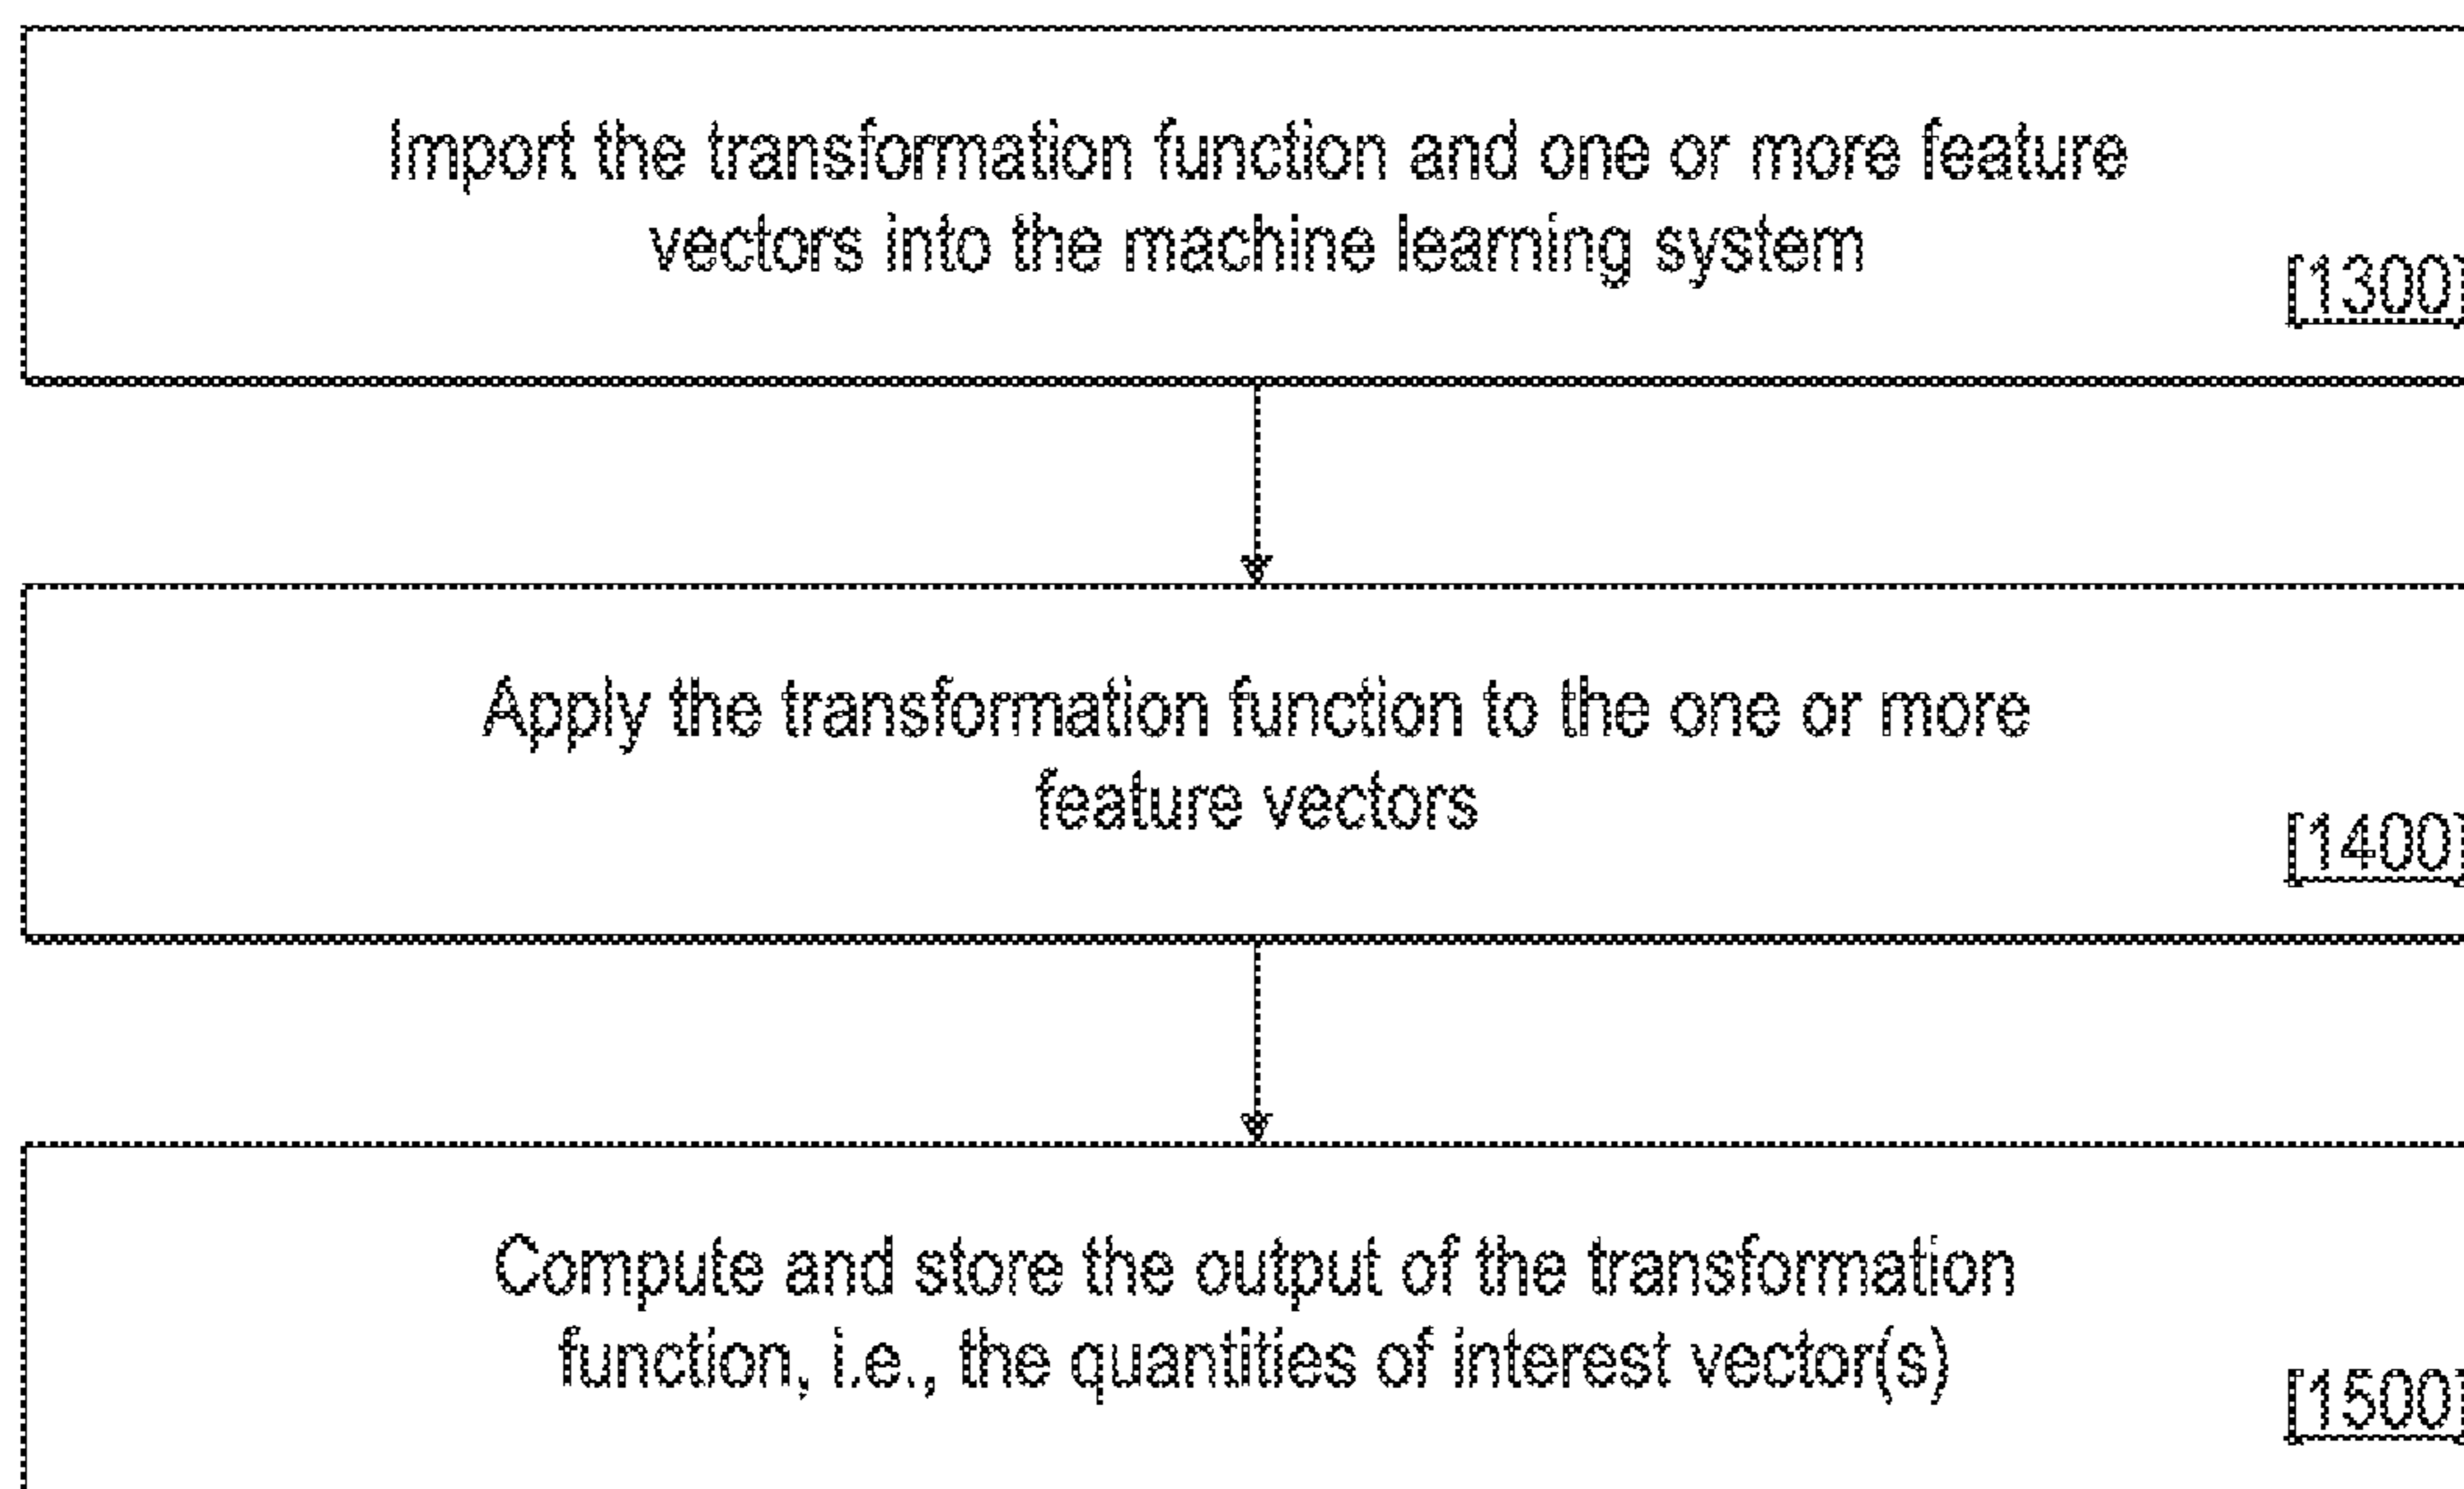 Import the transformation function and one or more feature
vectors into the machine learning system
[1300]
Apply the transformation function to the one or more
feature vectors
[1400]
Compute and store the output of the transformation
function, i.e., the quantities of interest vector(s)
[1500]